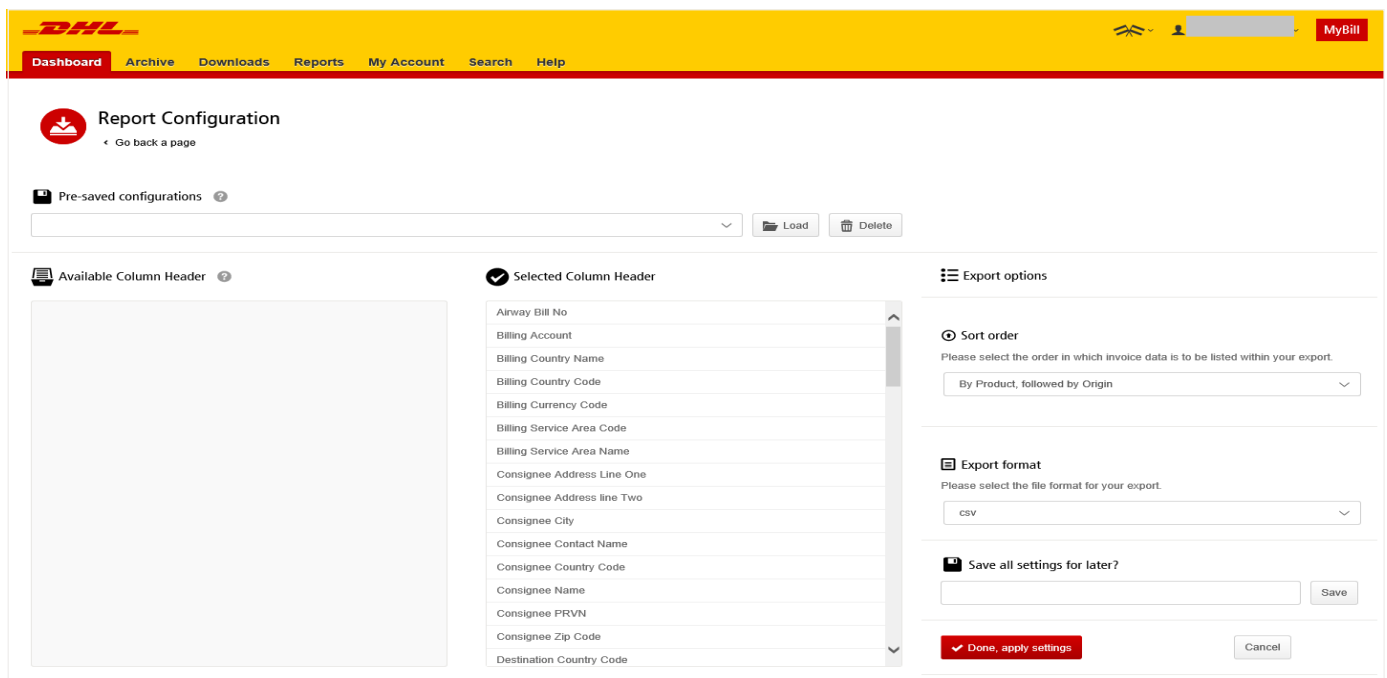 DHL
MyBill
Dashboard Archive Downloads Reports My Account Search Help
Report Configuration
‹ Go back a page
Pre-saved configurations ?
Load Delete
Available Column Header ?
Selected Column Header
Airway Bill No
Billing Account
Billing Country Name
Billing Country Code
Billing Currency Code
Billing Service Area Code
Billing Service Area Name
Consignee Address Line One
Consignee Address line Two
Consignee City
Consignee Contact Name
Consignee Country Code
Consignee Name
Consignee PRVN
Consignee Zip Code
Destination Country Code
Export options
Sort order
Please select the order in which invoice data is to be listed within your export.
By Product, followed by Origin
Export format
Please select the file format for your export.
csv
Save all settings for later?
Save
Done, apply settings
Cancel